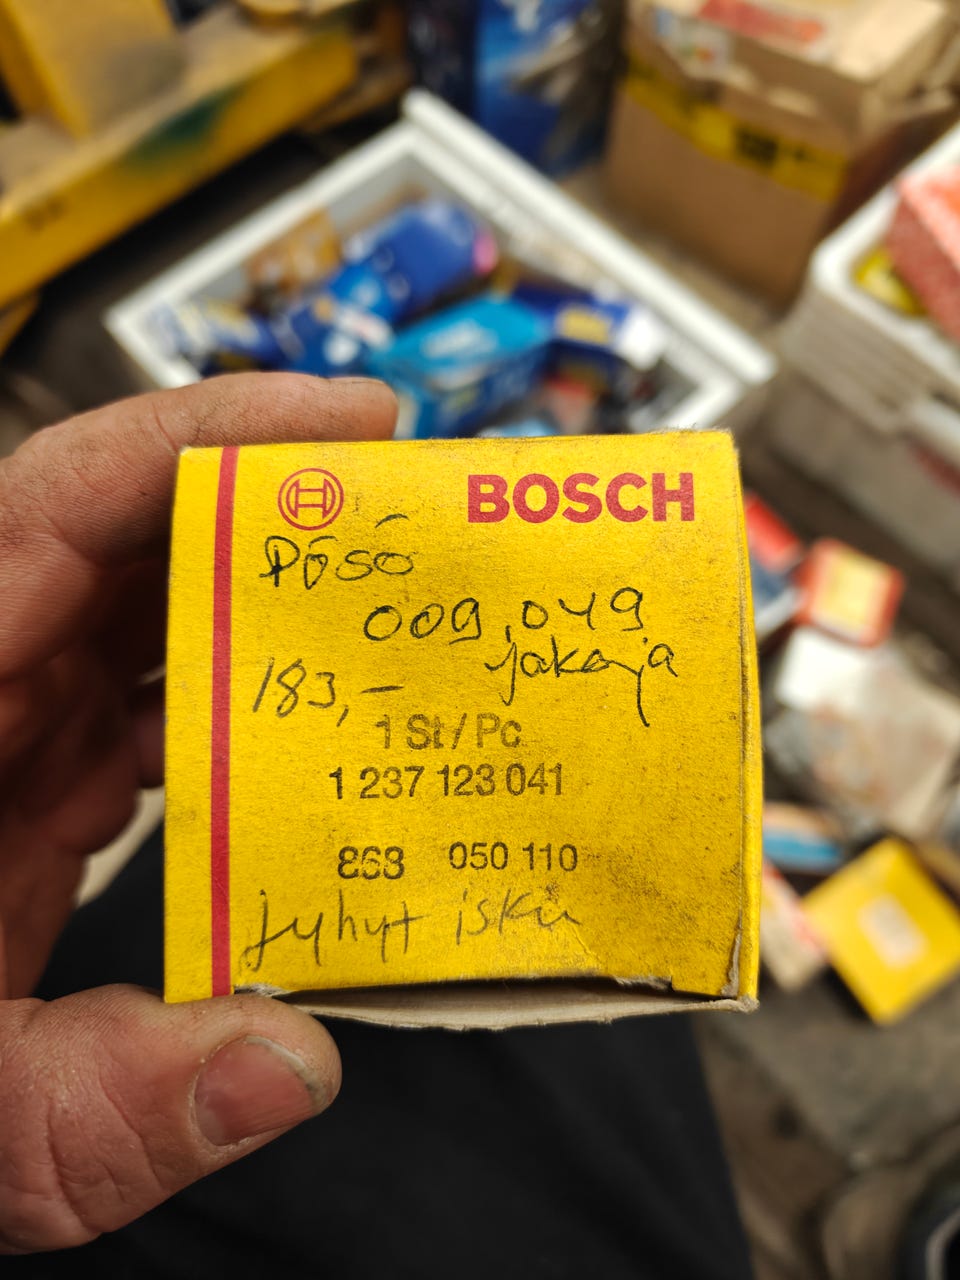 BOSCH
Pösö
009.049
jakaja
183,-
1 St/Pc
1 237 123 041
868 050 110
lyhyt isku